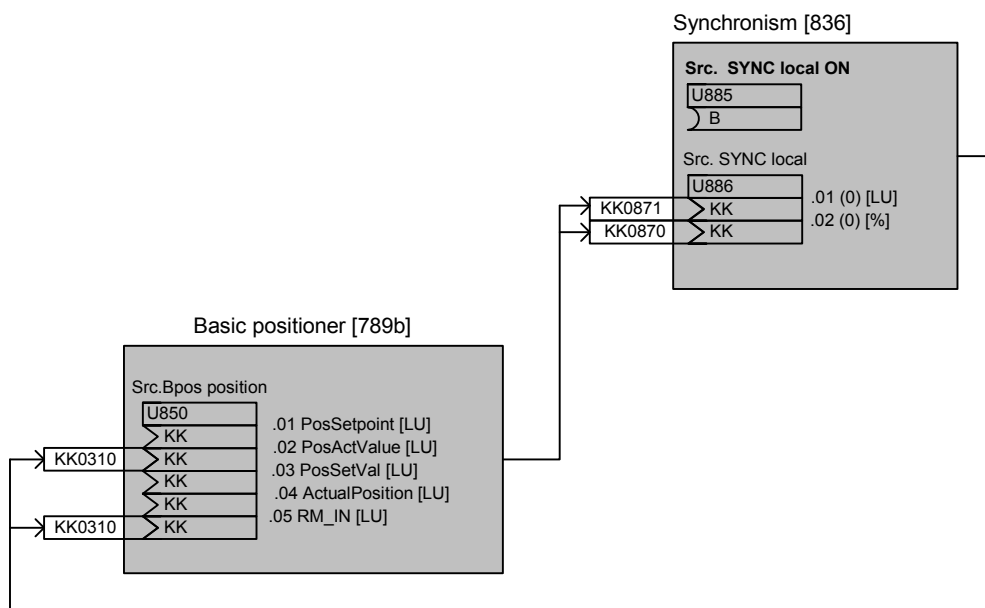 Synchronism [836]
Src. SYNC local ON
U885
B
Src. SYNC local
U886
KK0871 KK .01 (0) [LU]
KK0870 KK .02 (0) [%]
Basic positioner [789b]
Src.Bpos position
U850
KK .01 PosSetpoint [LU]
KK0310 KK .02 PosActValue [LU]
KK .03 PosSetVal [LU]
KK .04 ActualPosition [LU]
KK0310 KK .05 RM_IN [LU]